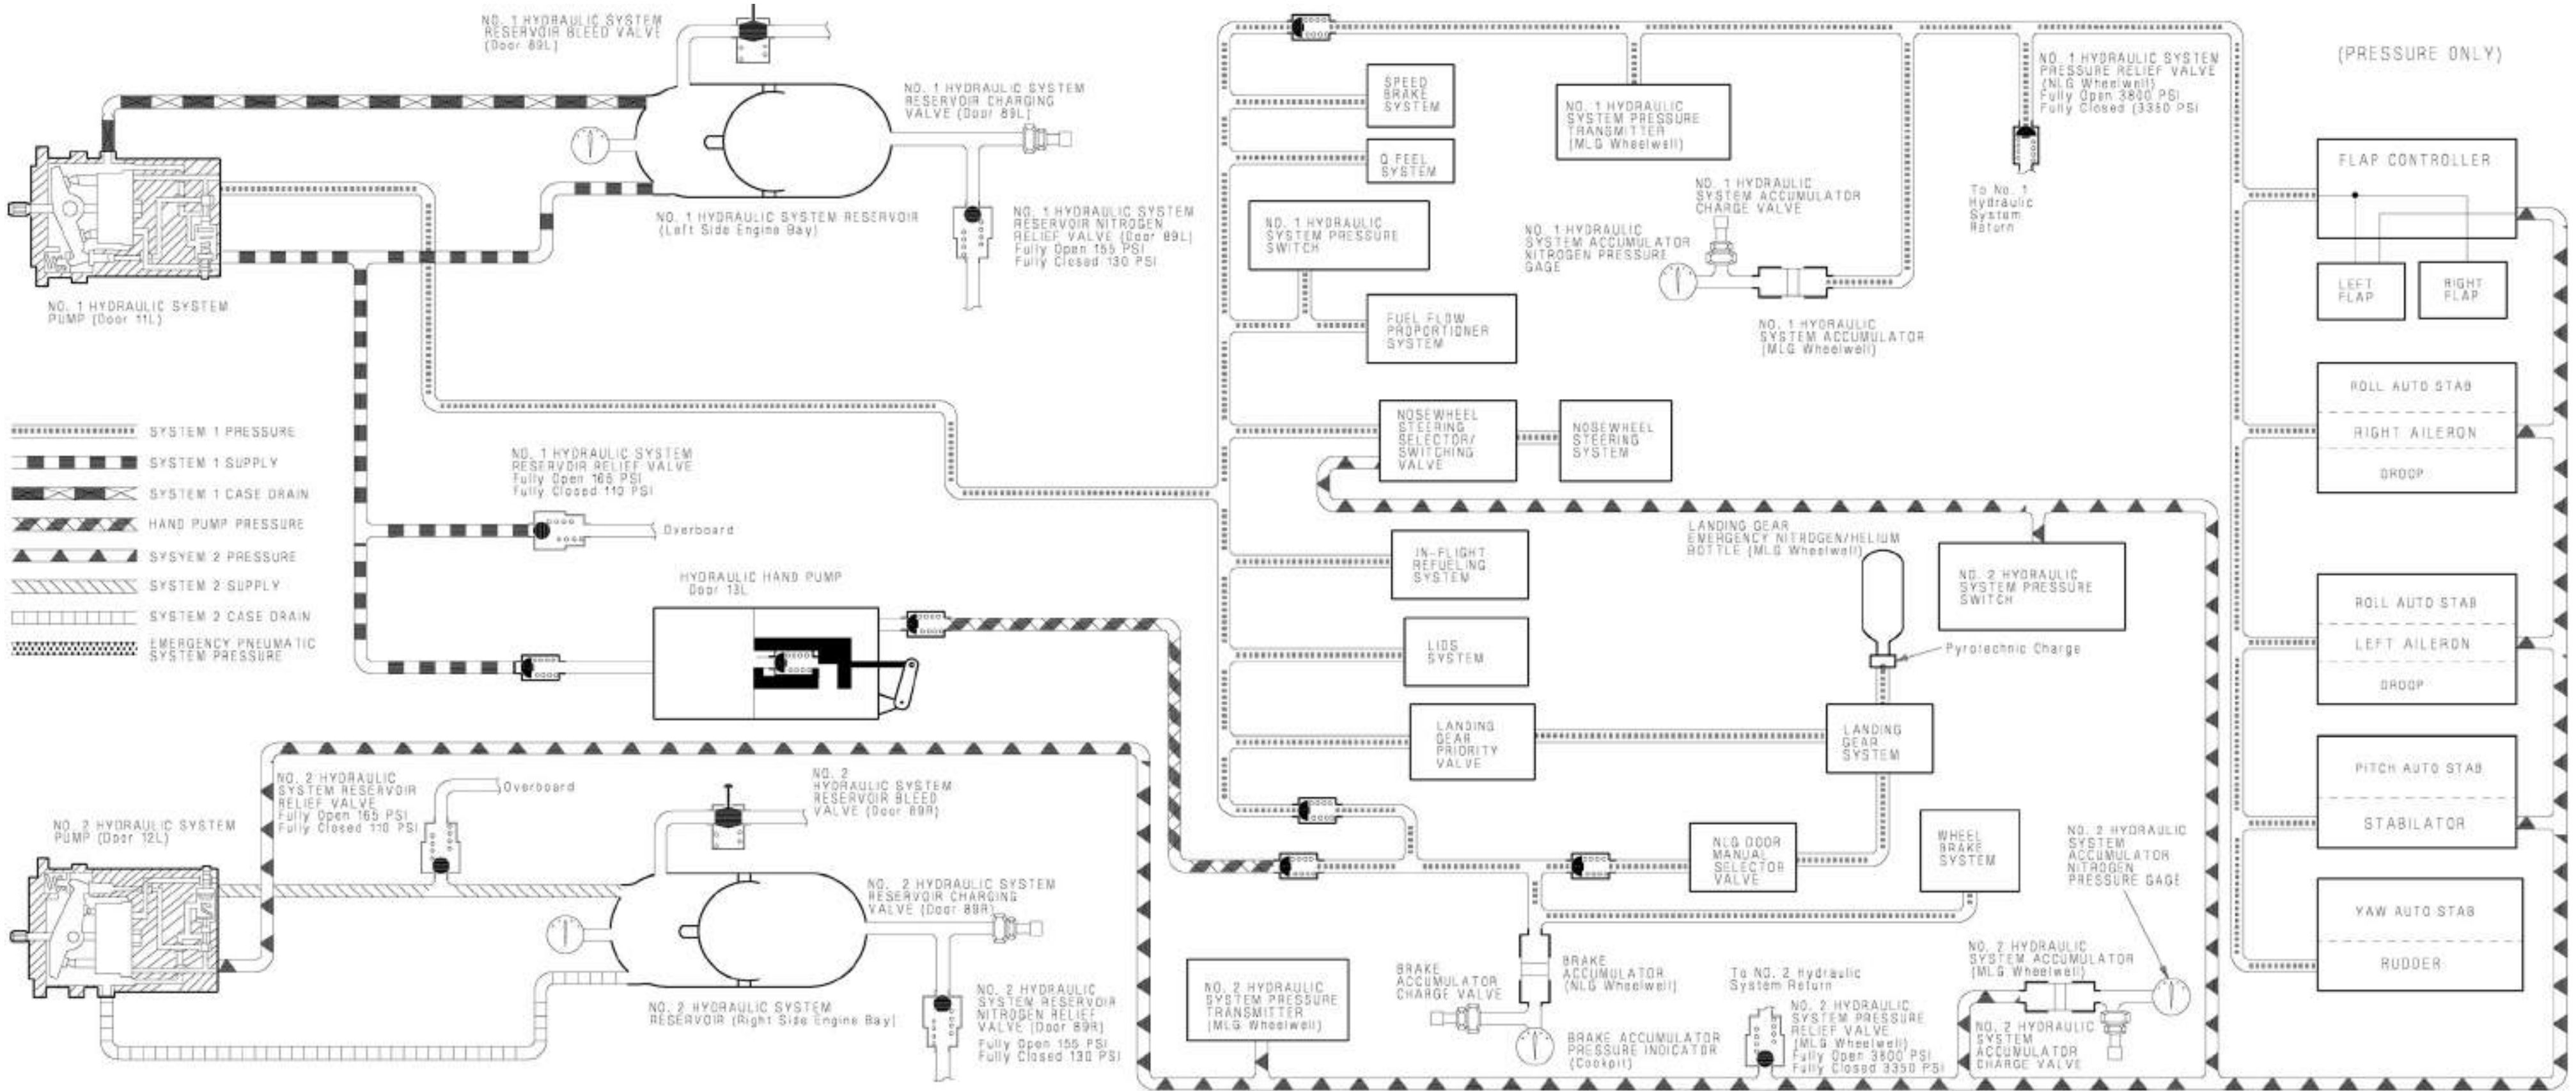 NO. 1 HYDRAULIC SYSTEM
RESERVOIR BLEED VALVE
(Door 89L)
NO. 1 HYDRAULIC SYSTEM
RESERVOIR CHARGING
VALVE (Door 89L)
NO. 1 HYDRAULIC SYSTEM RESERVOIR
(Left Side Engine Bay)
NO. 1 HYDRAULIC SYSTEM
RESERVOIR NITROGEN
RELIEF VALVE (Door 89L)
Fully Open 155 PSI
Fully Closed 130 PSI
NO. 1 HYDRAULIC SYSTEM
PUMP (Door 11L)
SYSTEM 1 PRESSURE
SYSTEM 1 SUPPLY
SYSTEM 1 CASE DRAIN
HAND PUMP PRESSURE
SYSYEM 2 PRESSURE
SYSTEM 2 SUPPLY
SYSTEM 2 CASE DRAIN
EMERGENCY PNEUMATIC
SYSTEM PRESSURE
NO. 1 HYDRAULIC SYSTEM
RESERVOIR RELIEF VALVE
Fully Open 165 PSI
Fully Closed 110 PSI
Overboard
HYDRAULIC HAND PUMP
Door 13L
NO. 2 HYDRAULIC
SYSTEM RESERVOIR
RELIEF VALVE
Fully Open 165 PSI
Fully Closed 110 PSI
Overboard
NO. 2
HYDRAULIC SYSTEM
RESERVOIR BLEED
VALVE (Door 89R)
NO. 2 HYDRAULIC SYSTEM
PUMP (Door 12L)
NO. 2 HYDRAULIC SYSTEM
RESERVOIR CHARGING
VALVE (Door 89R)
NO. 2 HYDRAULIC SYSTEM
RESERVOIR (Right Side Engine Bay)
NO. 2 HYDRAULIC
SYSTEM RESERVOIR
NITROGEN RELIEF
VALVE (Door 89R)
Fully Open 155 PSI
Fully Closed 130 PSI
SPEED
BRAKE
SYSTEM
Q FEEL
SYSTEM
NO. 1 HYDRAULIC
SYSTEM PRESSURE
SWITCH
FUEL FLOW
PROPORTIONER
SYSTEM
NO. 1 HYDRAULIC
SYSTEM PRESSURE
TRANSMITTER
(MLG Wheelwell)
NO. 1 HYDRAULIC
SYSTEM ACCUMULATOR
CHARGE VALVE
NO. 1 HYDRAULIC
SYSTEM ACCUMULATOR
NITROGEN PRESSURE
GAGE
NO. 1 HYDRAULIC
SYSTEM ACCUMULATOR
(MLG Wheelwell)
NO. 1 HYDRAULIC SYSTEM
PRESSURE RELIEF VALVE
(NLG Wheelwell)
Fully Open 3800 PSI
Fully Closed (3350 PSI
To No. 1
Hydraulic
System
Return
(PRESSURE ONLY)
FLAP CONTROLLER
LEFT
FLAP
RIGHT
FLAP
ROLL AUTO STAB
RIGHT AILERON
DROOP
ROLL AUTO STAB
LEFT AILERON
DROOP
PITCH AUTO STAB
STABILATOR
YAW AUTO STAB
RUDDER
NOSEWHEEL
STEERING
SELECTOR/
SWITCHING
VALVE
NOSEWHEEL
STEERING
SYSTEM
IN-FLIGHT
REFUELING
SYSTEM
LIDS
SYSTEM
LANDING
GEAR
PRIORITY
VALVE
LANDING GEAR
EMERGENCY NITROGEN/HELIUM
BOTTLE (MLG Wheelwell)
Pyrotechnic Charge
NO. 2 HYDRAULIC
SYSTEM PRESSURE
SWITCH
LANDING
GEAR
SYSTEM
NLG DOOR
MANUAL
SELECTOR
VALVE
WHEEL
BRAKE
SYSTEM
NO. 2 HYDRAULIC
SYSTEM
ACCUMULATOR
NITROGEN
PRESSURE GAGE
NO. 2 HYDRAULIC
SYSTEM PRESSURE
TRANSMITTER
(MLG Wheelwell)
BRAKE
ACCUMULATOR
CHARGE VALVE
BRAKE
ACCUMULATOR
(NLG Wheelwell)
BRAKE ACCUMULATOR
PRESSURE INDICATOR
(Cockpit)
To NO. 2 Hydraulic
System Return
NO. 2 HYDRAULIC
SYSTEM PRESSURE
RELIEF VALVE
(MLG Wheelwell)
Fully Open 3800 PSI
Fully Closed 3350 PSI
NO. 2 HYDRAULIC
SYSTEM ACCUMULATOR
(MLG Wheelwell)
NO. 2 HYDRAULIC
SYSTEM
ACCUMULATOR
CHARGE VALVE